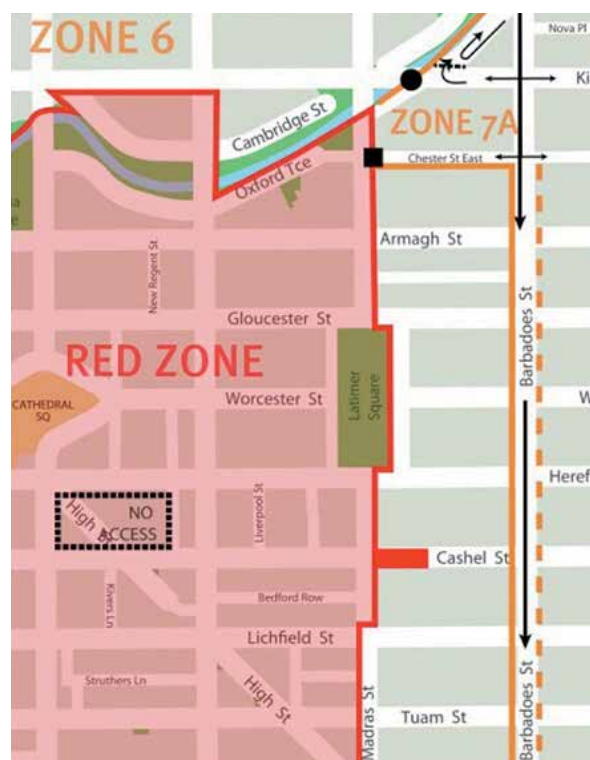 ZONE 6
Nova Pl
Ki
Cambridge St
ZONE 7A
Chester St East
Oxford Tce
a
e
Armagh St
New Regent St
Gloucester St
Barbadoes St
RED ZONE
Latimer
Square
CATHEDRAL
SQ
Worcester St
W
Heref
NO
ACCESS
High St
Liverpool St
Cashel St
Bedford Row
Lichfield St
Struthers Ln
High St
Madras St
Tuam St
Barbadoes St